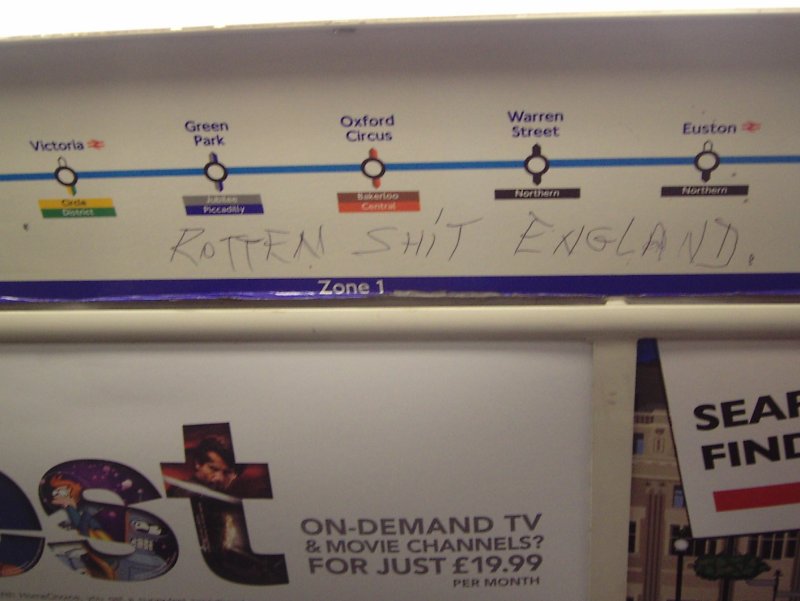 Victoria
Circle
District
Green
Park
Jubilee
Piccadilly
Oxford
Circus
Bakerloo
Central
Warren
Street
Northern
Euston
Northern
ROTTEN SHIT ENGLAND.
Zone 1
est
ON-DEMAND TV
& MOVIE CHANNELS?
FOR JUST £19.99
PER MONTH
SEAR
FIND